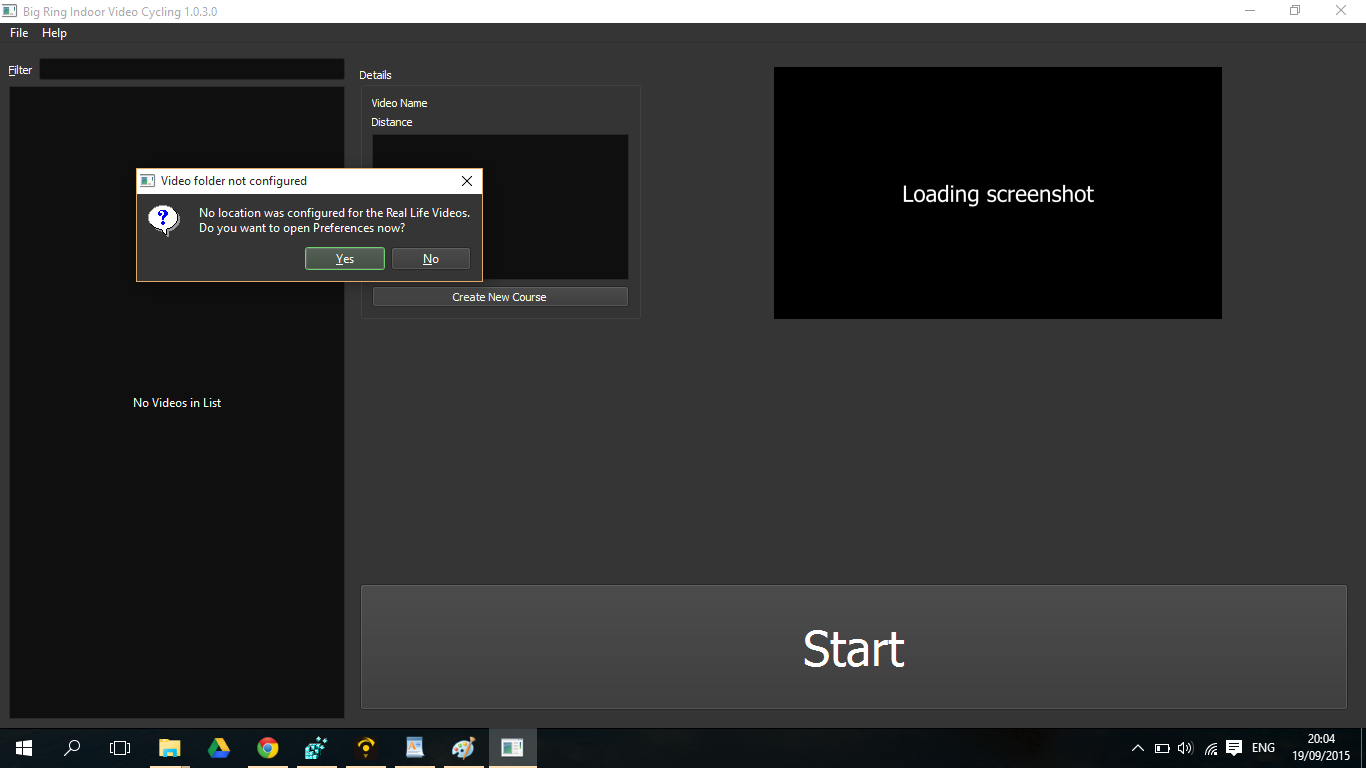 Big Ring Indoor Video Cycling 1.0.3.0
File Help
Filter
Details
Video Name
Distance
Loading screenshot
Video folder not configured
No location was configured for the Real Life Videos.
Do you want to open Preferences now?
Yes No
Create New Course
No Videos in List
Start
ENG
20:04
19/09/2015